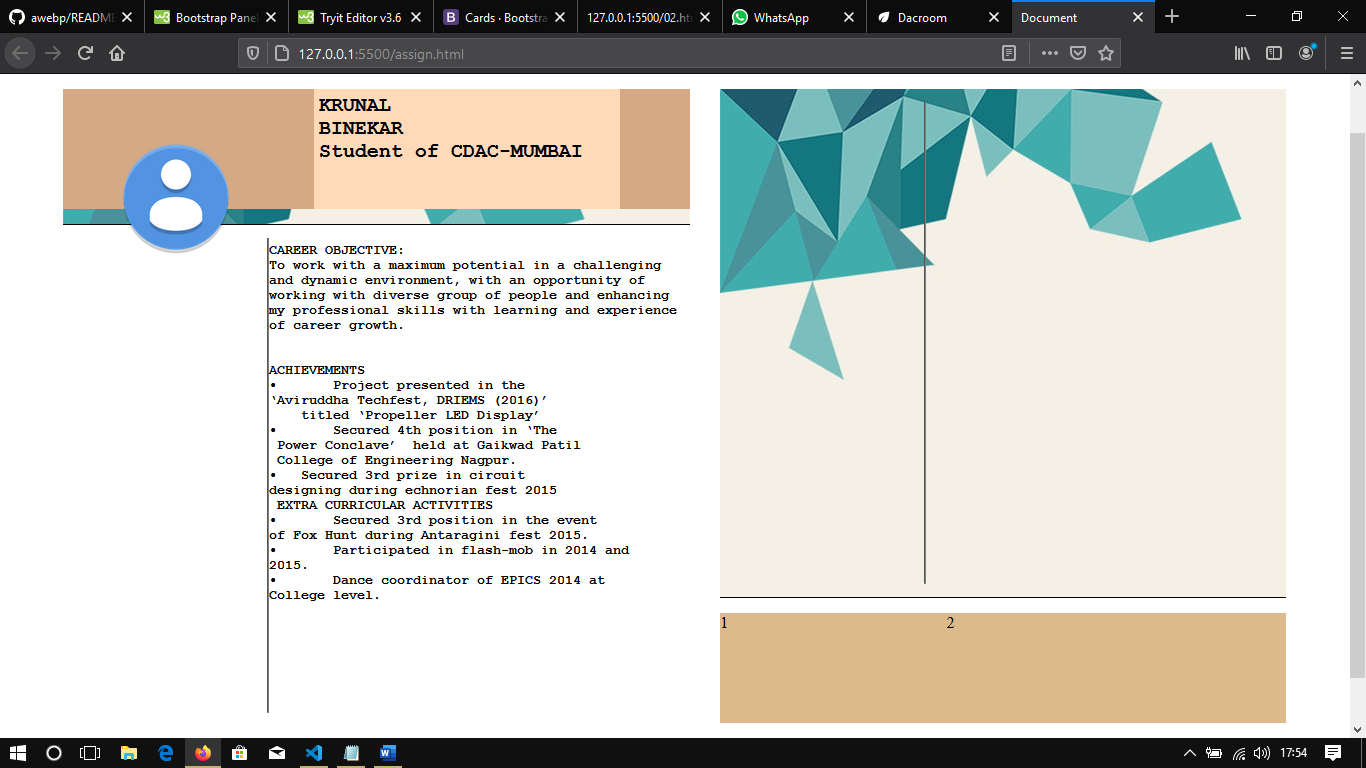 awebp/README
Bootstrap Pane
Tryit Editor v3.6
Cards · Bootstra
127.0.0.1:5500/02.htm
WhatsApp
Dacroom
Document
127.0.0.1:5500/assign.html
KRUNAL
BINEKAR
Student of CDAC-MUMBAI
CAREER OBJECTIVE:
To work with a maximum potential in a challenging
and dynamic environment, with an opportunity of
working with diverse group of people and enhancing
my professional skills with learning and experience
of career growth.
ACHIEVEMENTS
• Project presented in the
‘Aviruddha Techfest, DRIEMS (2016)’
titled ‘Propeller LED Display’
• Secured 4th position in ‘The
Power Conclave’ held at Gaikwad Patil
College of Engineering Nagpur.
• Secured 3rd prize in circuit
designing during echnorian fest 2015
EXTRA CURRICULAR ACTIVITIES
• Secured 3rd position in the event
of Fox Hunt during Antaragini fest 2015.
• Participated in flash-mob in 2014 and
2015.
• Dance coordinator of EPICS 2014 at
College level.
1 2
17:54